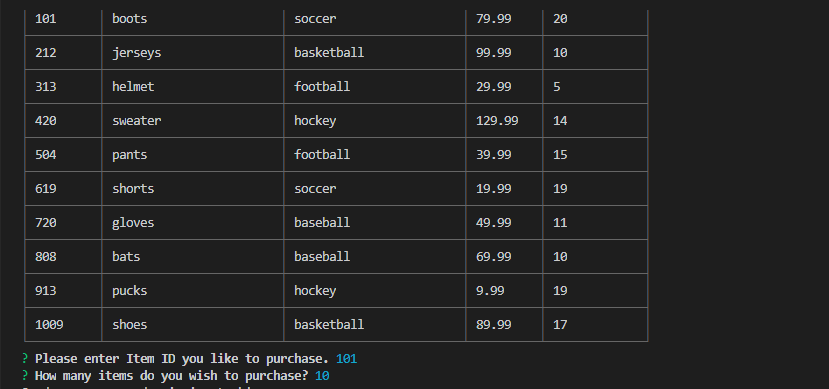 101 boots soccer 79.99 20
212 jerseys basketball 99.99 10
313 helmet football 29.99 5
420 sweater hockey 129.99 14
504 pants football 39.99 15
619 shorts soccer 19.99 19
720 gloves baseball 49.99 11
808 bats baseball 69.99 10
913 pucks hockey 9.99 19
1009 shoes basketball 89.99 17
? Please enter Item ID you like to purchase. 101
? How many items do you wish to purchase? 10